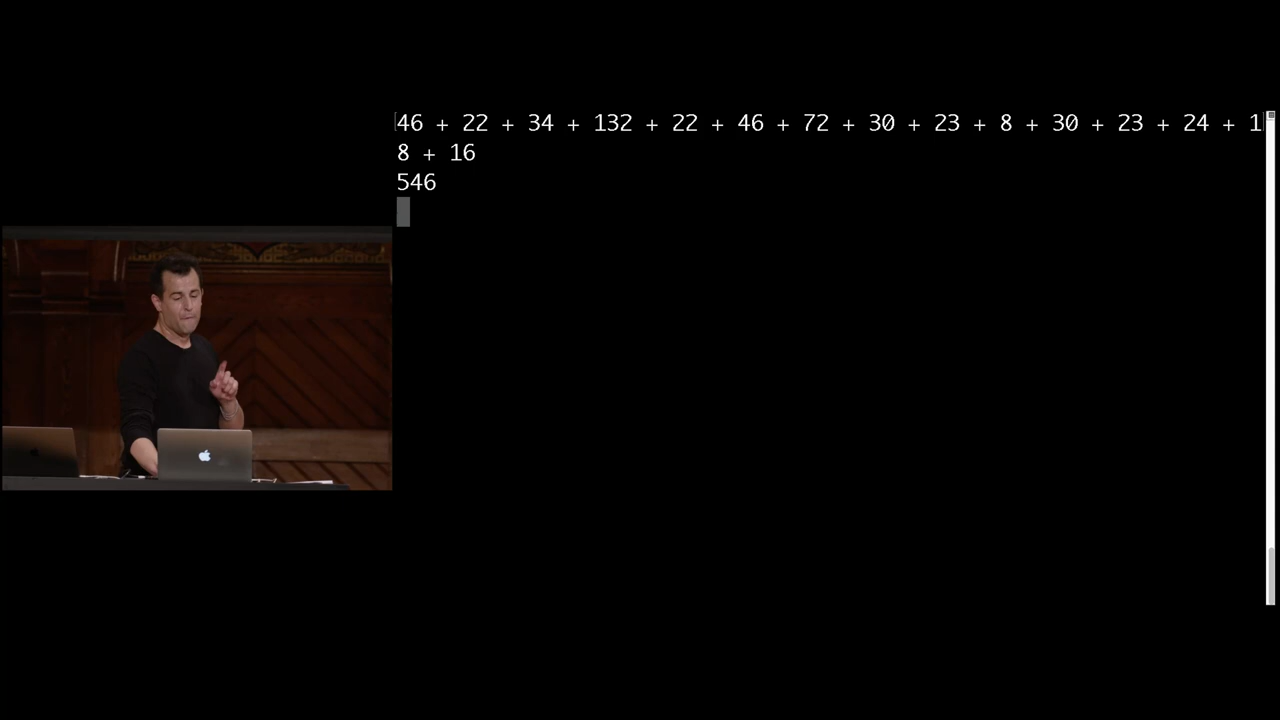 46 + 22 + 34 + 132 + 22 + 46 + 72 + 30 + 23 + 8 + 30 + 23 + 24 + 1
8 + 16
546